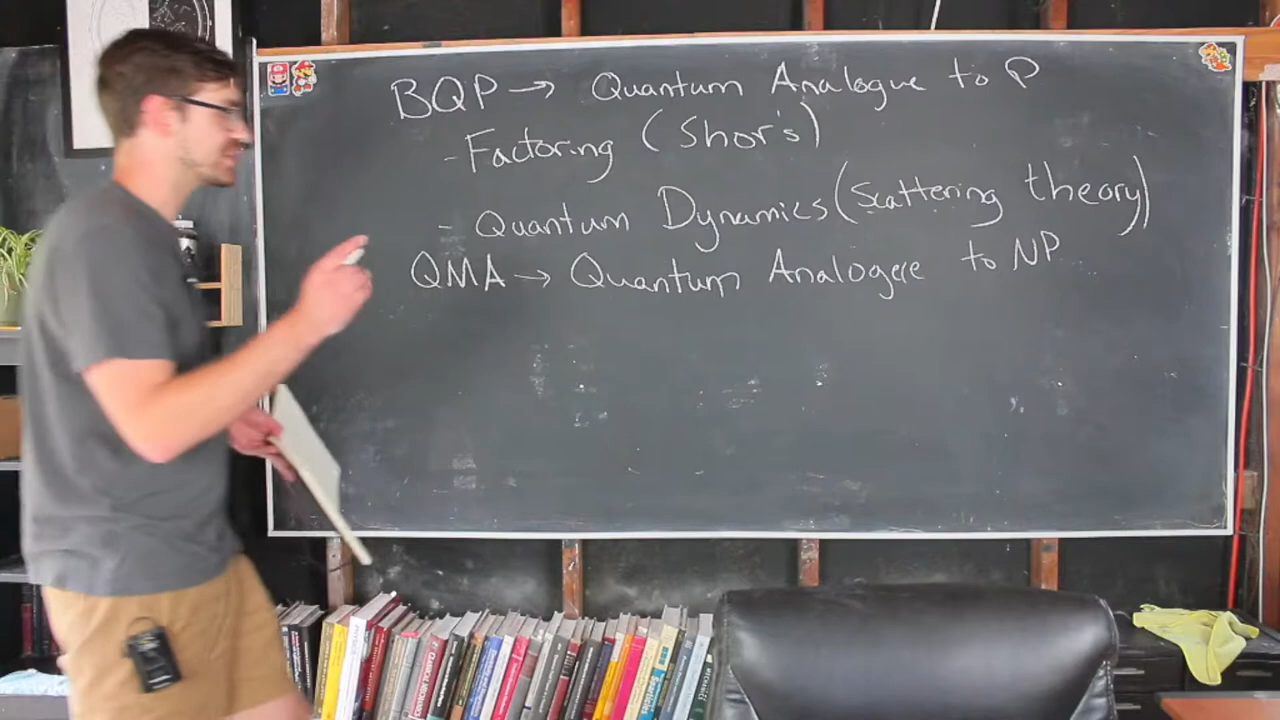 BQP → Quantum Analogue to P
- Factoring (Shor's)
- Quantum Dynamics (Scattering theory)
QMA → Quantum Analogue to NP